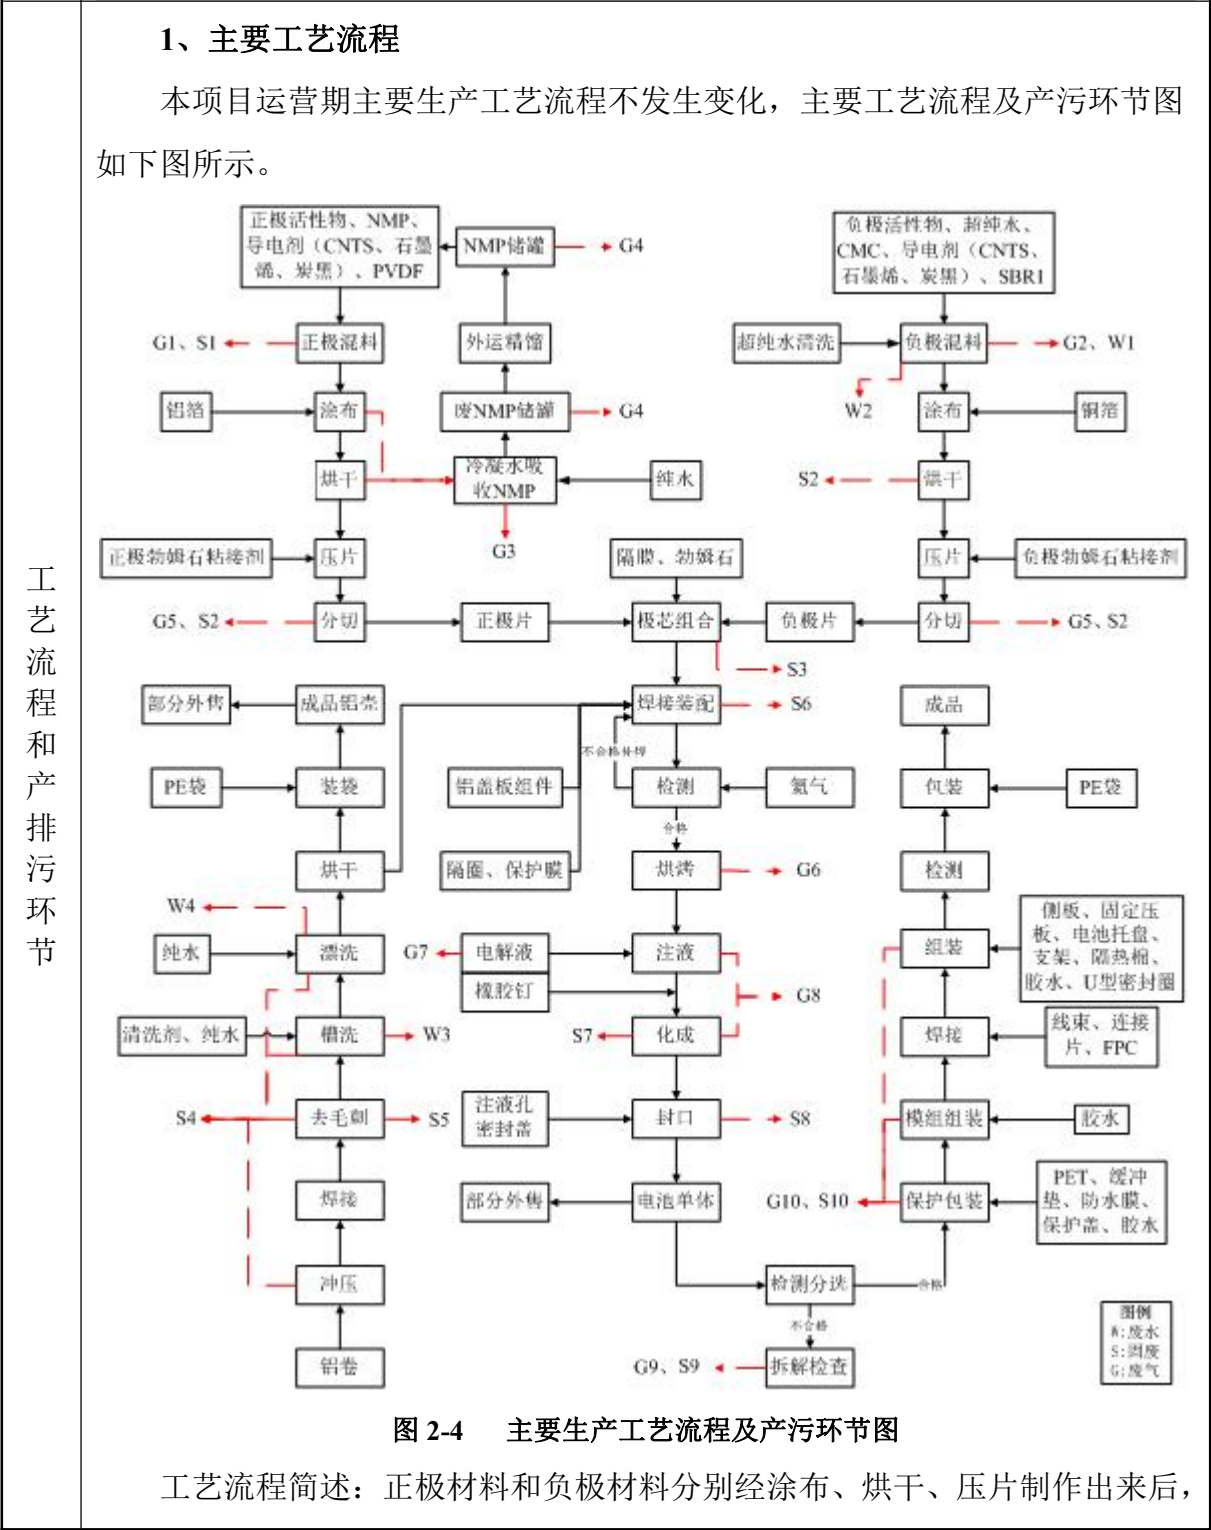 1、主要工艺流程
本项目运营期主要生产工艺流程不发生变化，主要工艺流程及产污环节图
如下图所示。
工艺流程和产排污环节
正极活性物、NMP、
导电剂（CNTS、石墨
烯、炭黑）、PVDF
NMP储罐
G4
负极活性物、超纯水、
CMC、导电剂（CNTS、
石墨烯、炭黑）、SBR1
G1、S1
正极混料
外运精馏
超纯水清洗
负极混料
G2、W1
铝箔
涂布
废NMP储罐
G4
W2
涂布
铜箔
烘干
冷凝水吸
收NMP
纯水
S2
烘干
G3
正极勃姆石粘接剂
压片
隔膜、勃姆石
压片
负极勃姆石粘接剂
G5、S2
分切
正极片
极芯组合
负极片
分切
G5、S2
S3
部分外售
成品铝壳
焊接装配
S6
成品
不合格补焊
PE袋
装袋
铝盖板组件
检测
氦气
包装
PE袋
合格
烘干
隔圈、保护膜
烘烤
G6
检测
W4
纯水
漂洗
G7
电解液
注液
组装
侧板、固定压
板、电池托盘、
支架、隔热棉、
胶水、U型密封圈
橡胶钉
G8
清洗剂、纯水
槽洗
W3
S7
化成
焊接
线束、连接
片、FPC
S4
去毛刺
S5
注液孔
密封盖
封口
S8
模组组装
胶水
焊接
部分外售
电池单体
G10、S10
保护包装
PET、缓冲
垫、防水膜、
保护盖、胶水
冲压
检测分选
合格
不合格
铝卷
G9、S9
拆解检查
图例
W:废水
S:固废
G:废气
图 2-4 主要生产工艺流程及产污环节图
工艺流程简述：正极材料和负极材料分别经涂布、烘干、压片制作出来后，